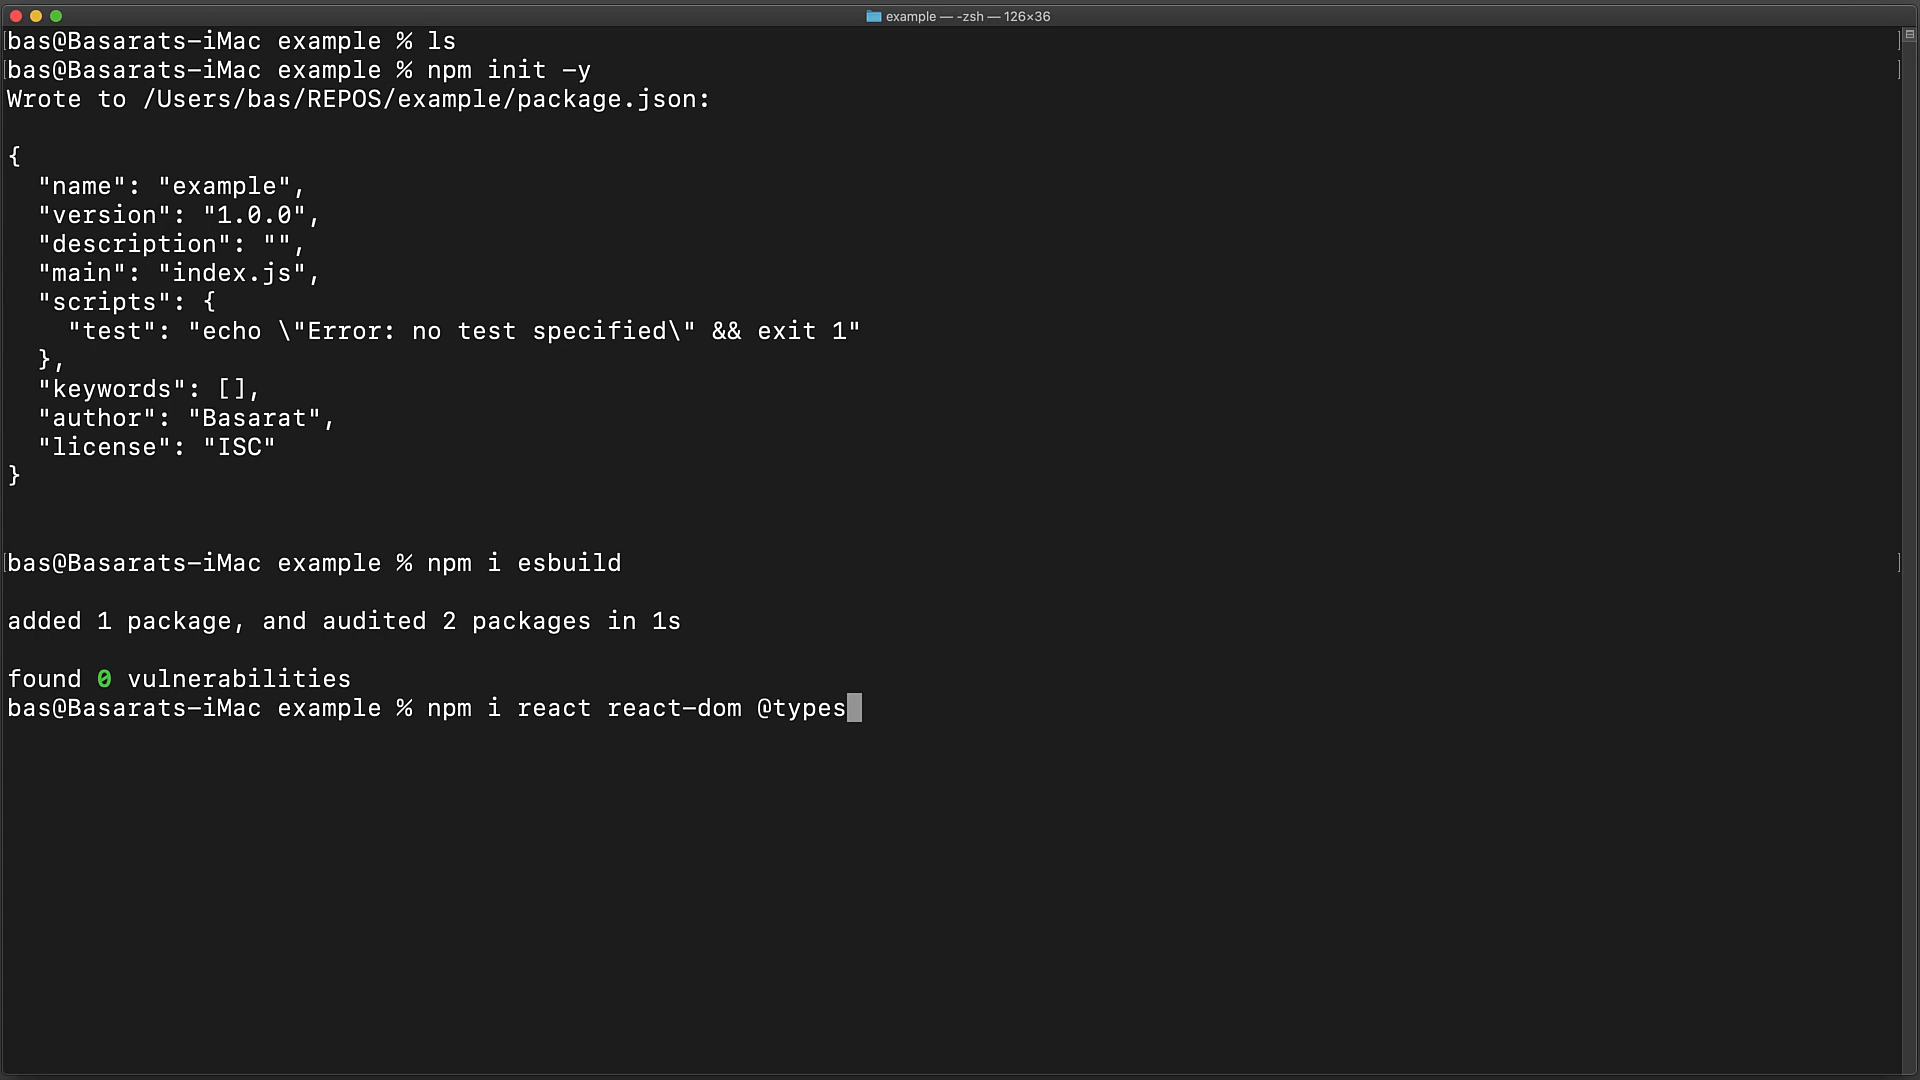 example — -zsh — 126×36
bas@Basarats-iMac example % ls
bas@Basarats-iMac example % npm init -y
Wrote to /Users/bas/REPOS/example/package.json:
{
  "name": "example",
  "version": "1.0.0",
  "description": "",
  "main": "index.js",
  "scripts": {
    "test": "echo \"Error: no test specified\" && exit 1"
  },
  "keywords": [],
  "author": "Basarat",
  "license": "ISC"
}
bas@Basarats-iMac example % npm i esbuild
added 1 package, and audited 2 packages in 1s
found 0 vulnerabilities
bas@Basarats-iMac example % npm i react react-dom @types